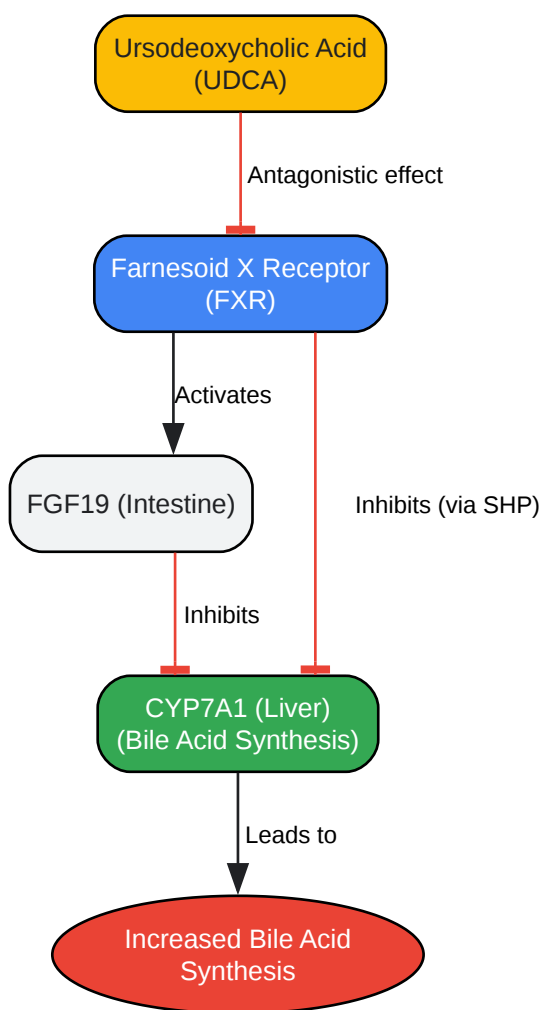 Ursodeoxycholic Acid
(UDCA)
Antagonistic effect
Farnesoid X Receptor
(FXR)
Activates
FGF19 (Intestine)
Inhibits (via SHP)
Inhibits
CYP7A1 (Liver)
(Bile Acid Synthesis)
Leads to
Increased Bile Acid
Synthesis